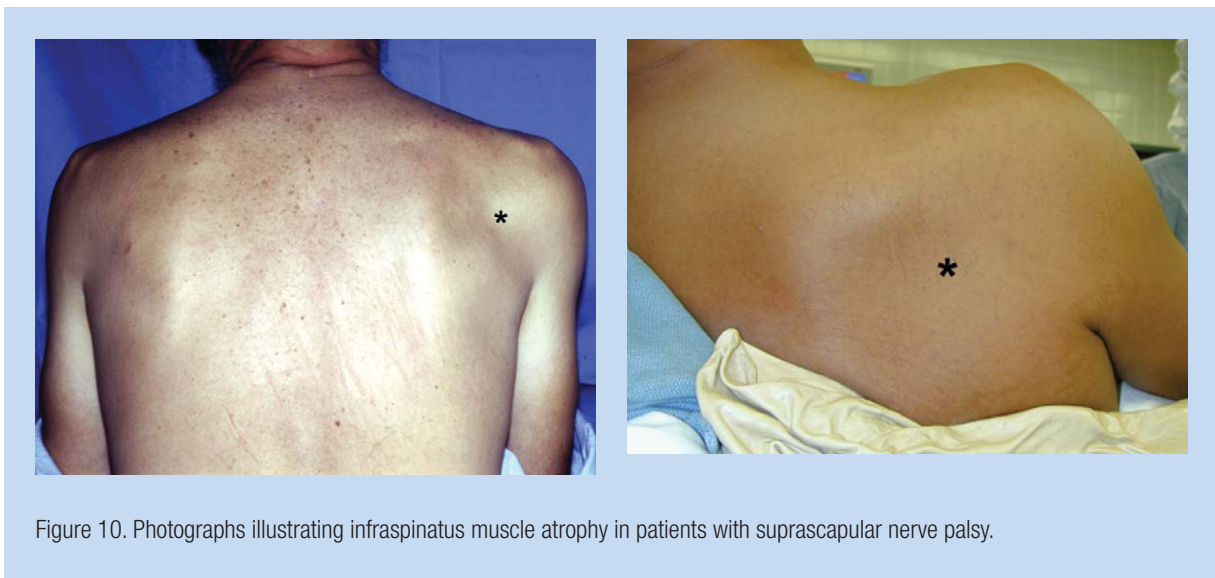 *
*
Figure 10. Photographs illustrating infraspinatus muscle atrophy in patients with suprascapular nerve palsy.